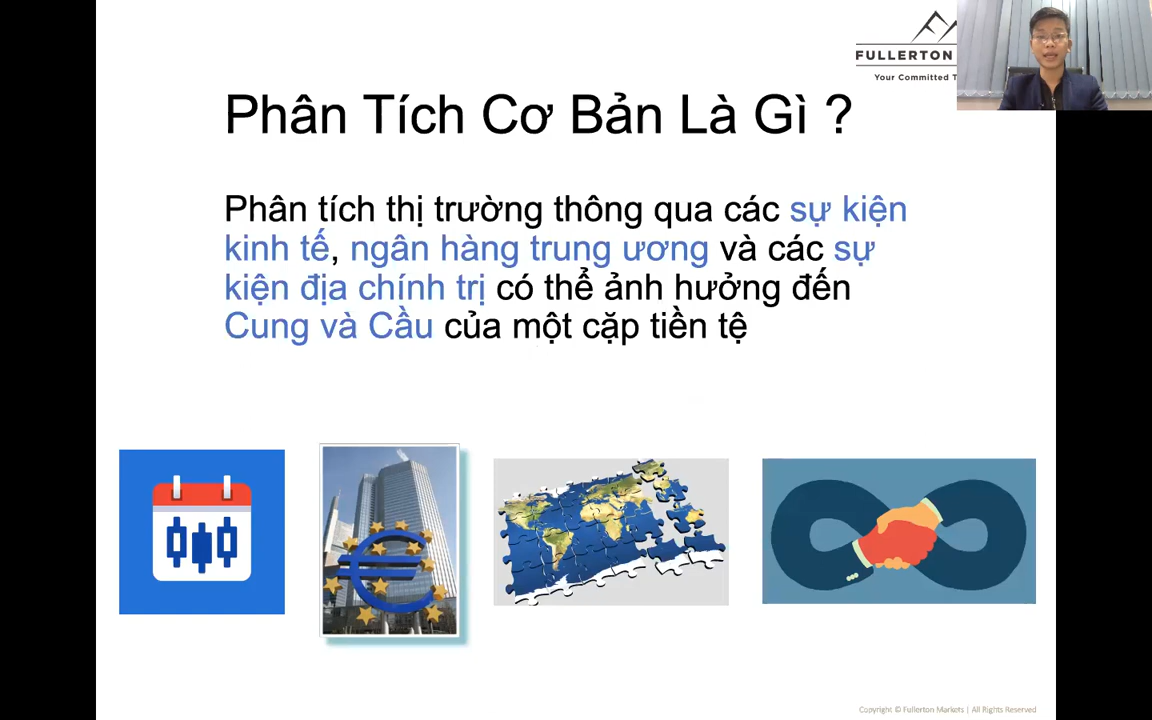 FULLERTON
Your Committed
Phân Tích Cơ Bản Là Gì ?
Phân tích thị trường thông qua các sự kiện
kinh tế, ngân hàng trung ương và các sự
kiện địa chính trị có thể ảnh hưởng đến
Cung và Cầu của một cặp tiền tệ
Copyright © Fullerton Markets | All Rights Reserved